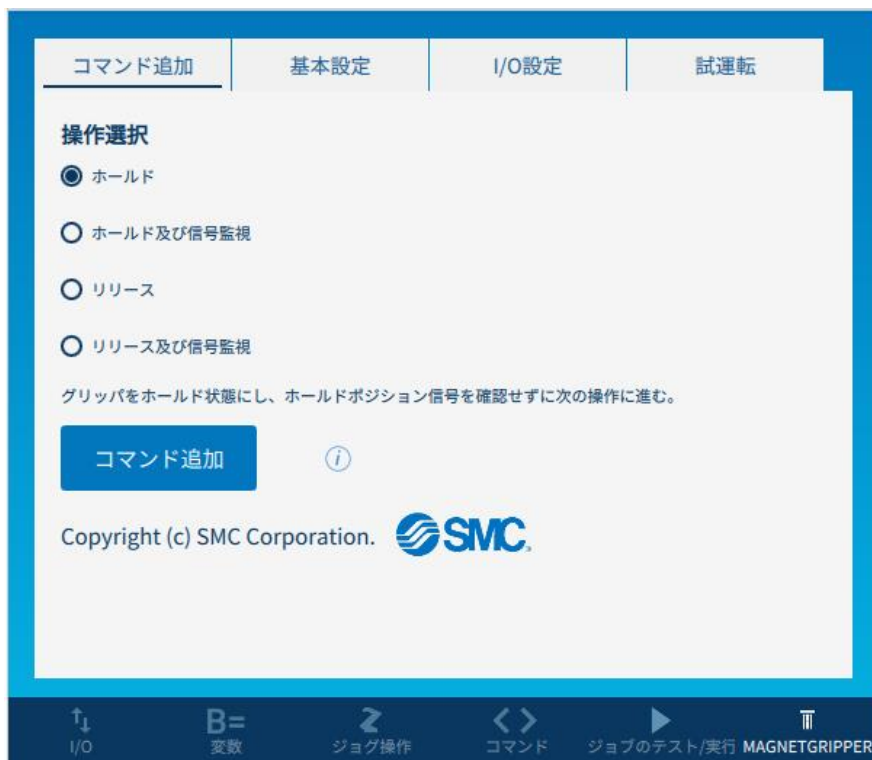 コマンド追加 基本設定 I/O設定 試運転
操作選択
ホールド
ホールド及び信号監視
リリース
リリース及び信号監視
グリッパをホールド状態にし、ホールドポジション信号を確認せずに次の操作に進む。
コマンド追加 i
Copyright (c) SMC Corporation. SMC
B=
I/O 変数 ジョグ操作 コマンド ジョブのテスト/実行 MAGNETGRIPPER